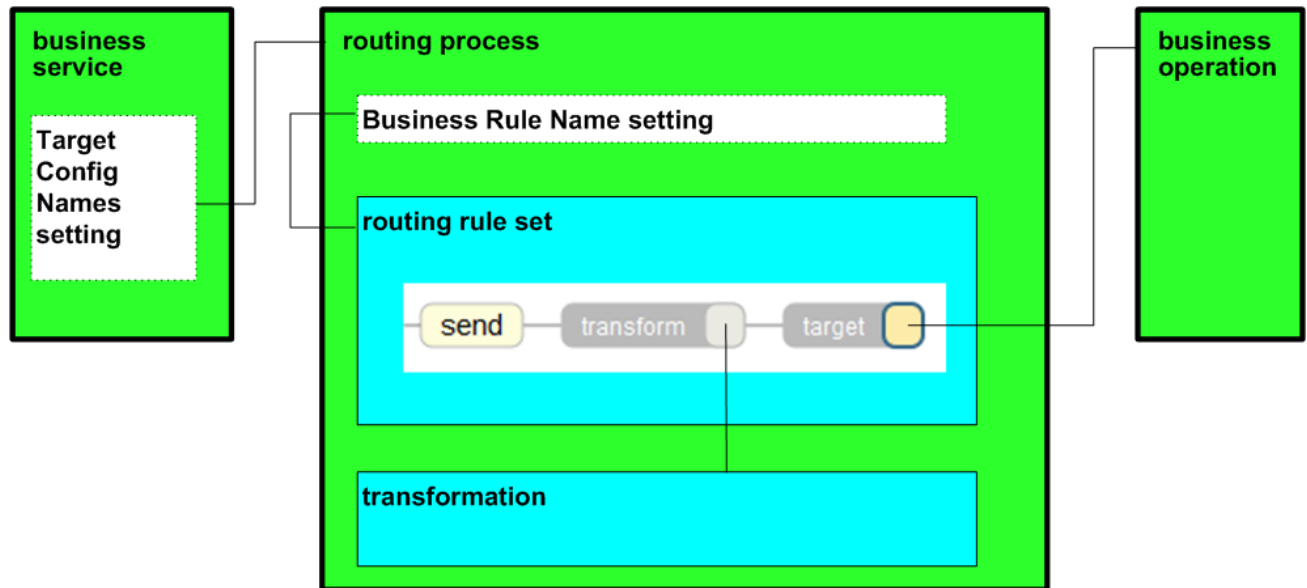 business
service
Target
Config
Names
setting
routing process
Business Rule Name setting
routing rule set
send
transform
target
transformation
business
operation